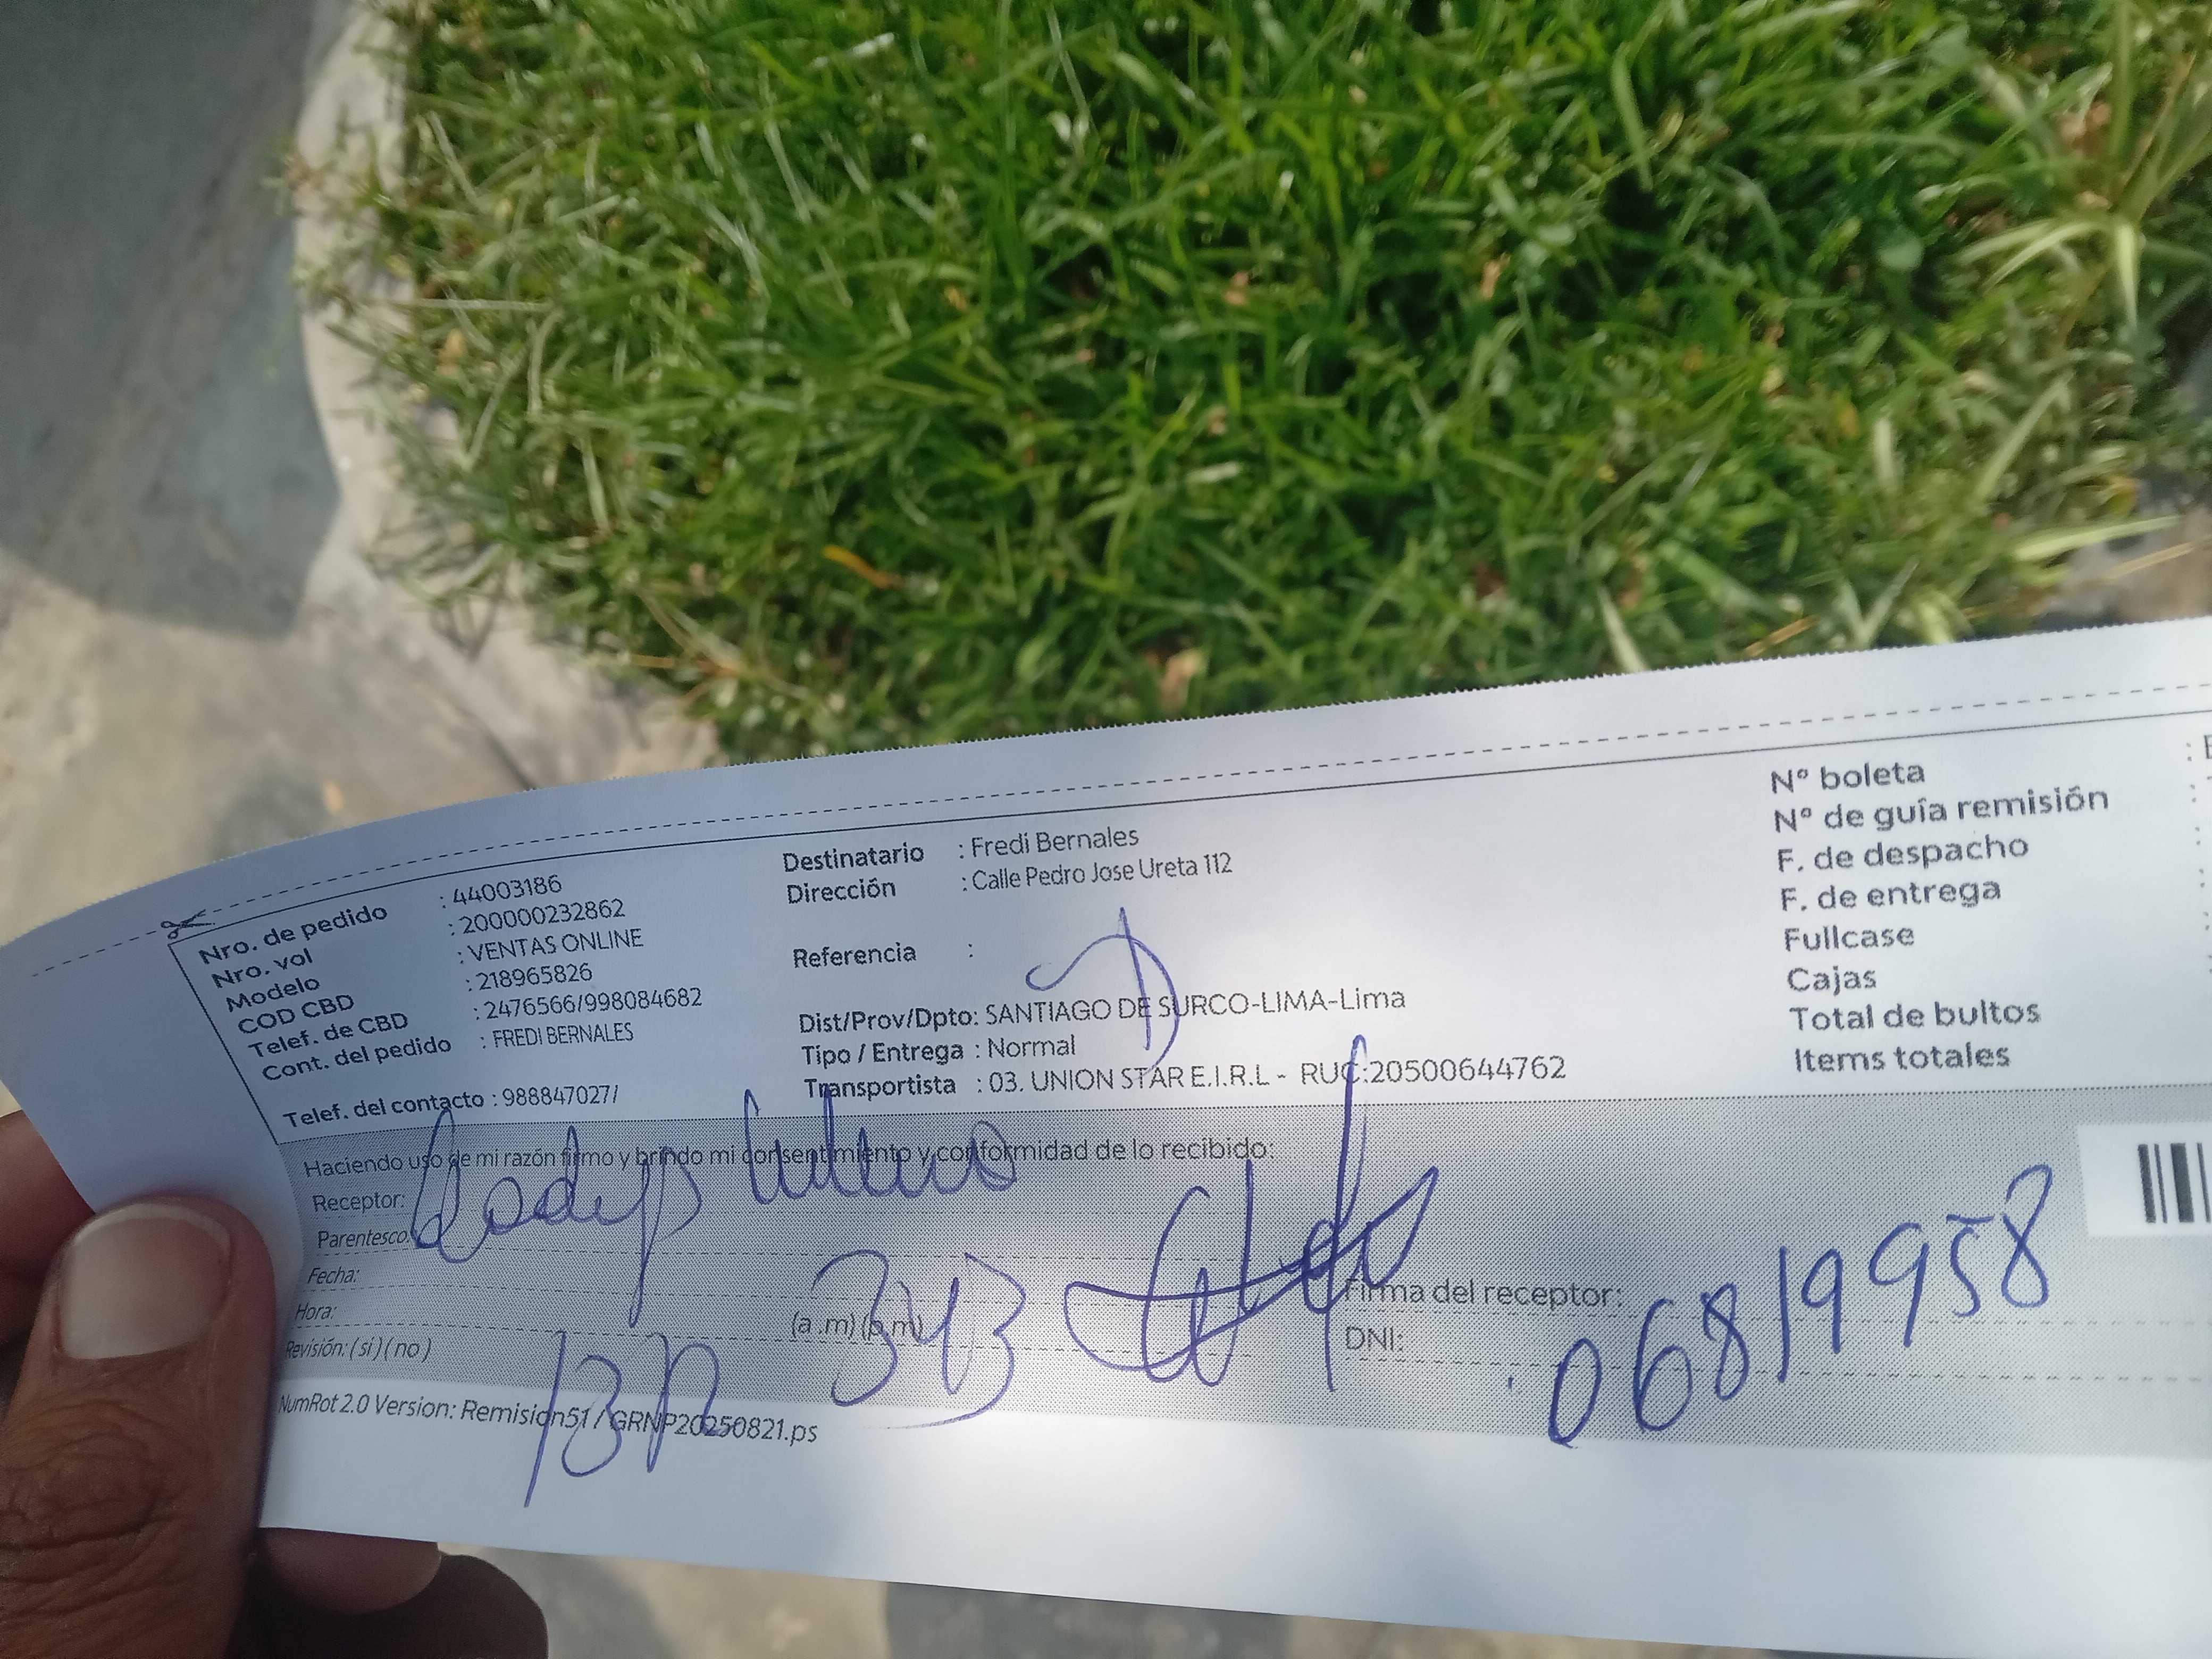 Nro. de pedido : 44003186
Nro. vol : 200000232862
Modelo : VENTAS ONLINE
COD CBD : 218965826
Telef. de CBD : 2476566/998084682
Cont. del pedido : FREDI BERNALES
Telef. del contacto : 988847027/
Destinatario : Fredi Bernales
Dirección : Calle Pedro Jose Ureta 112
Referencia :
Dist/Prov/Dpto: SANTIAGO DE SURCO-LIMA-Lima
Tipo / Entrega : Normal
Transportista : 03. UNION STAR E.I.R.L - RUC:20500644762
N° boleta
N° de guía remisión
F. de despacho
F. de entrega
Fullcase
Cajas
Total de bultos
Items totales
Haciendo uso de mi razón firmo y brindo mi consentimiento y conformidad de lo recibido:
Receptor:
Parentesco:
Fecha:
Hora: (a.m) (p.m)
Revisión: ( si ) ( no )
Firma del receptor:
DNI: 06819958
NumRot 2.0 Version: Remision51 / GRNP20250821.ps